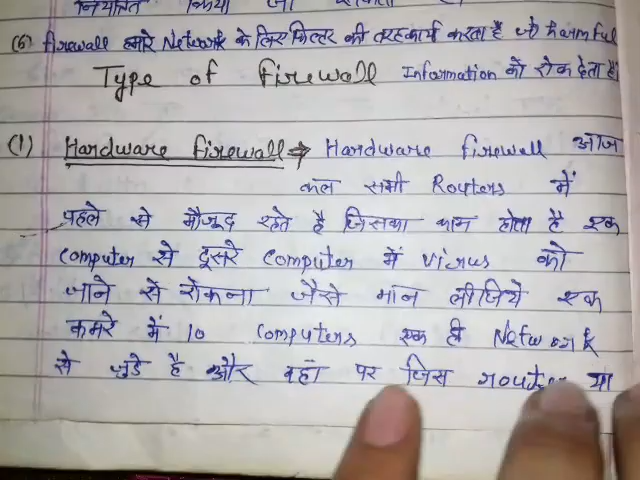 नियंत्रित किया जा
(6) firewall हमारे Network के लिए फिल्टर की तरह कार्य करता है जो harmful
Type of Firewall Information को रोक देता है।
(1) Hardware Firewall → Hardware firewall आज
कल सभी Routers में
पहले से मौजूद रहते है जिसका काम होता है एक
computer से दूसरे computer में Virus को
जाने से रोकना जैसे मान लीजिये एक
कमरे में 10 computers एक ही Network
से जुडे है और वहाँ पर जिस router या